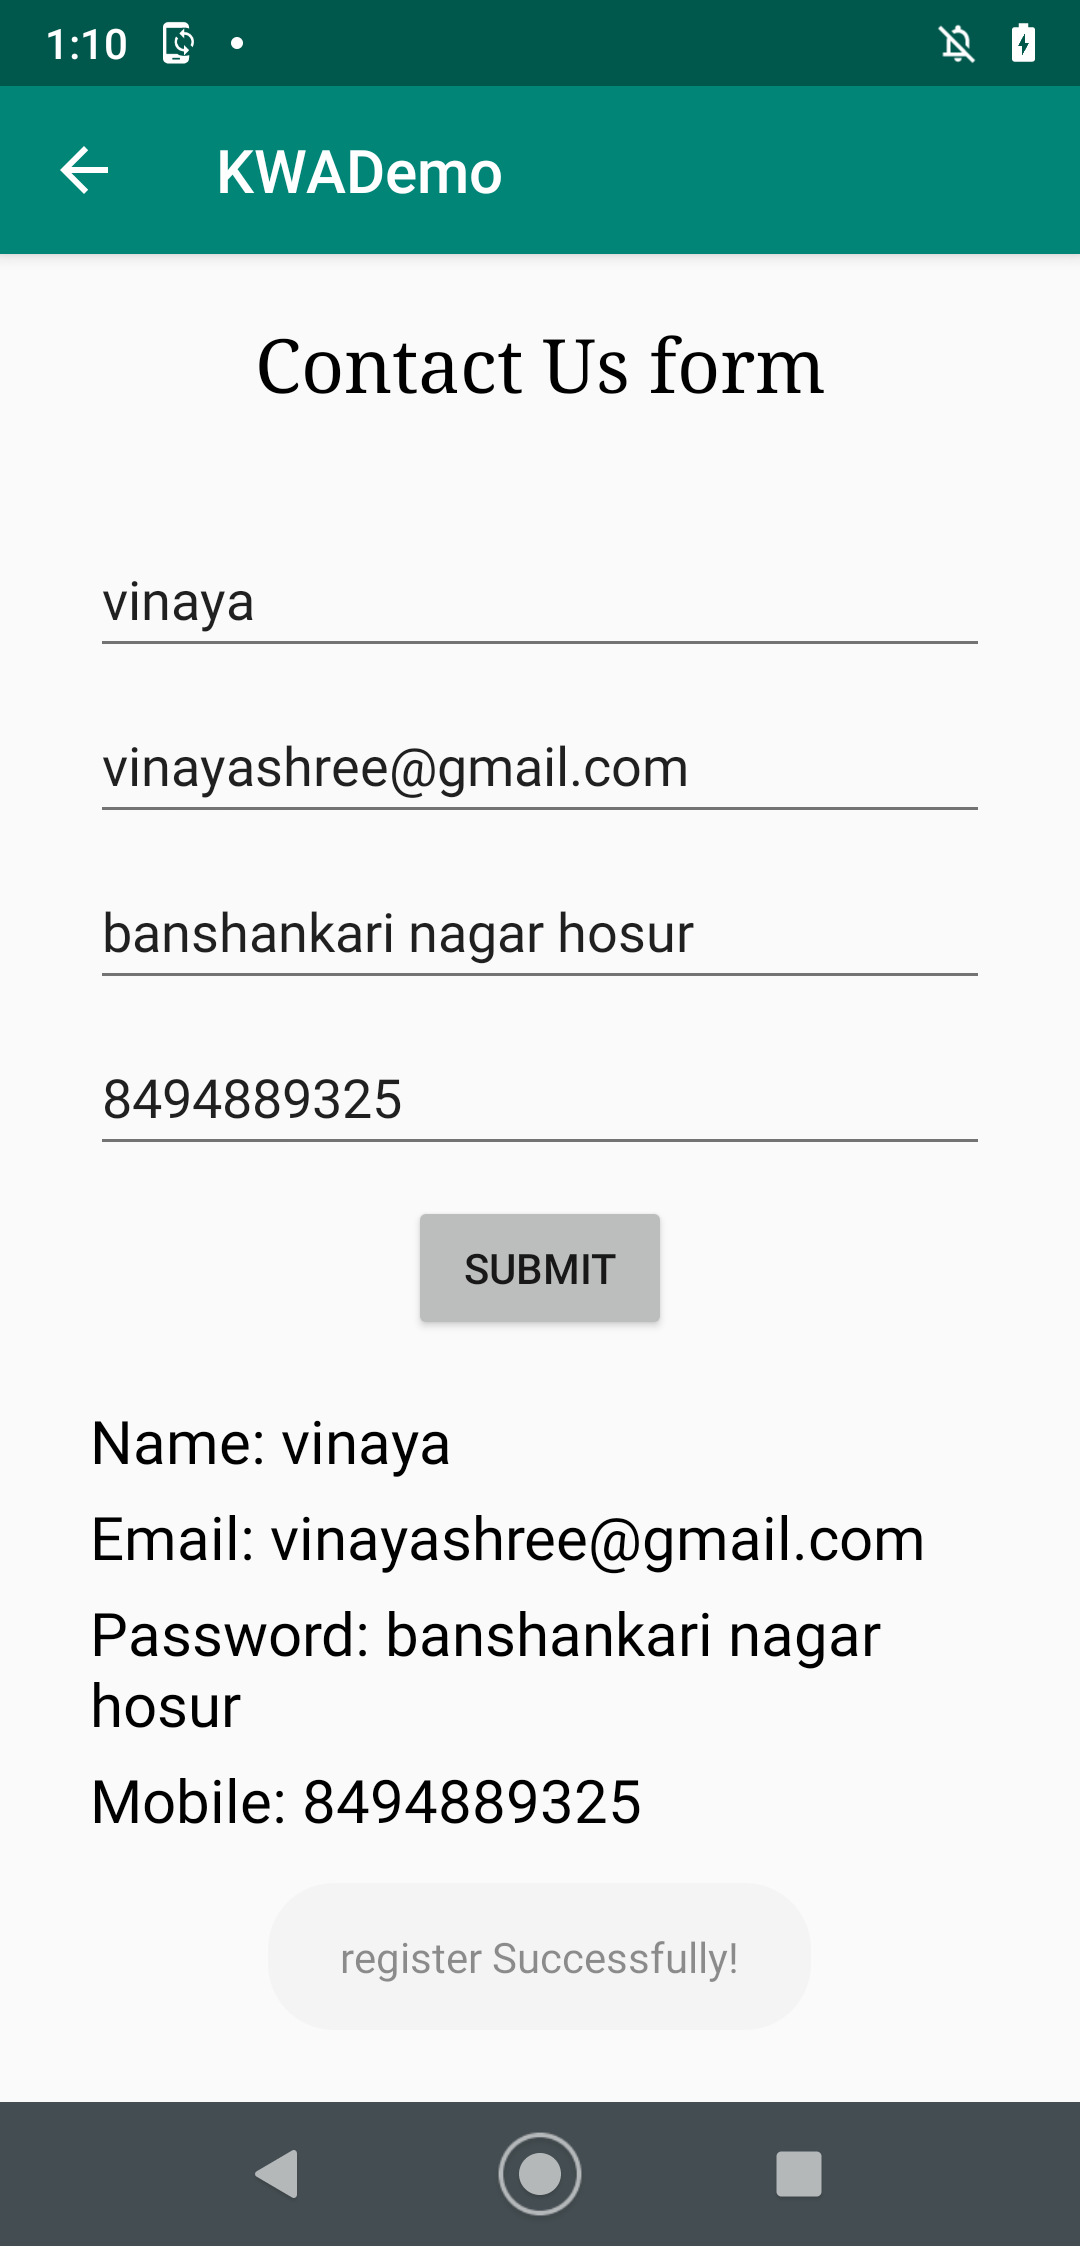 1:10
KWADemo
Contact Us form
vinaya
vinayashree@gmail.com
banshankari nagar hosur
8494889325
SUBMIT
Name: vinaya
Email: vinayashree@gmail.com
Password: banshankari nagar
hosur
Mobile: 8494889325
register Successfully!